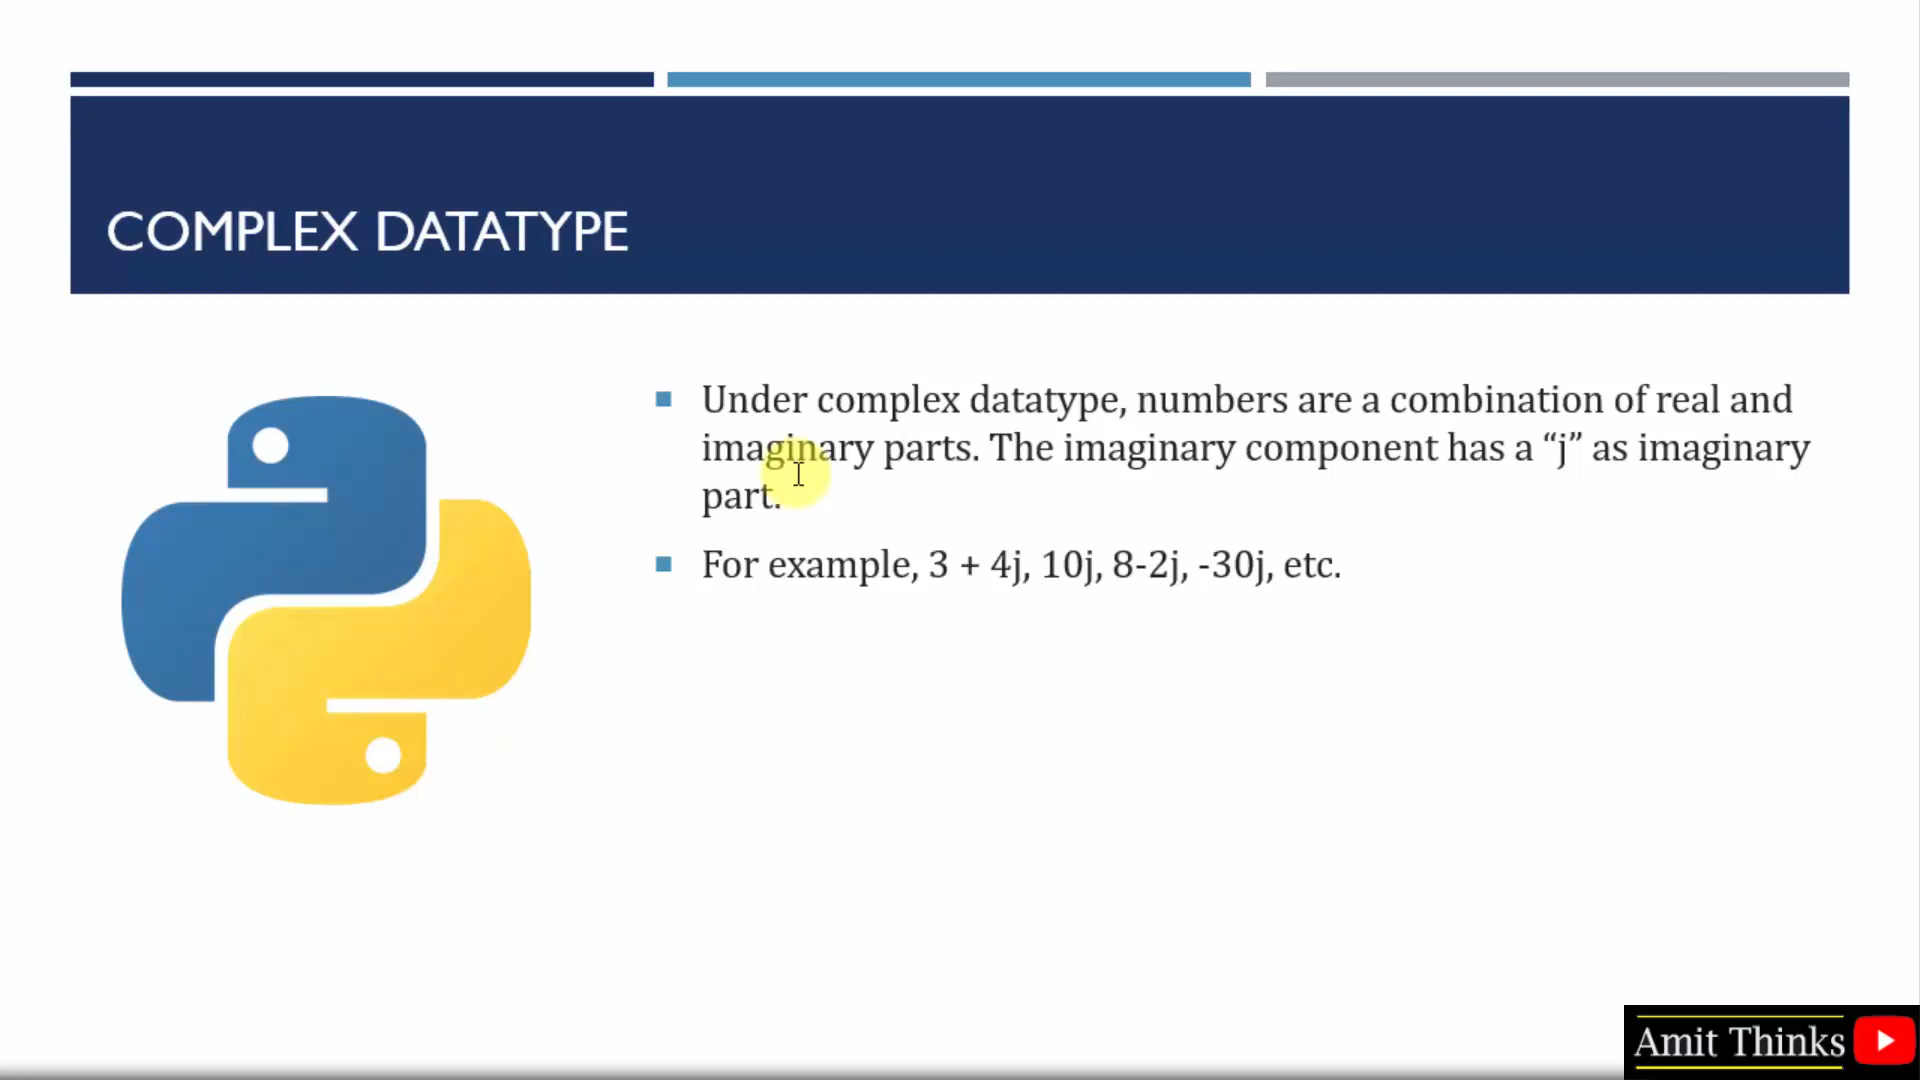 COMPLEX DATATYPE
Under complex datatype, numbers are a combination of real and
imaginary parts. The imaginary component has a “j” as imaginary
part.
For example, 3 + 4j, 10j, 8-2j, -30j, etc.
Amit Thinks